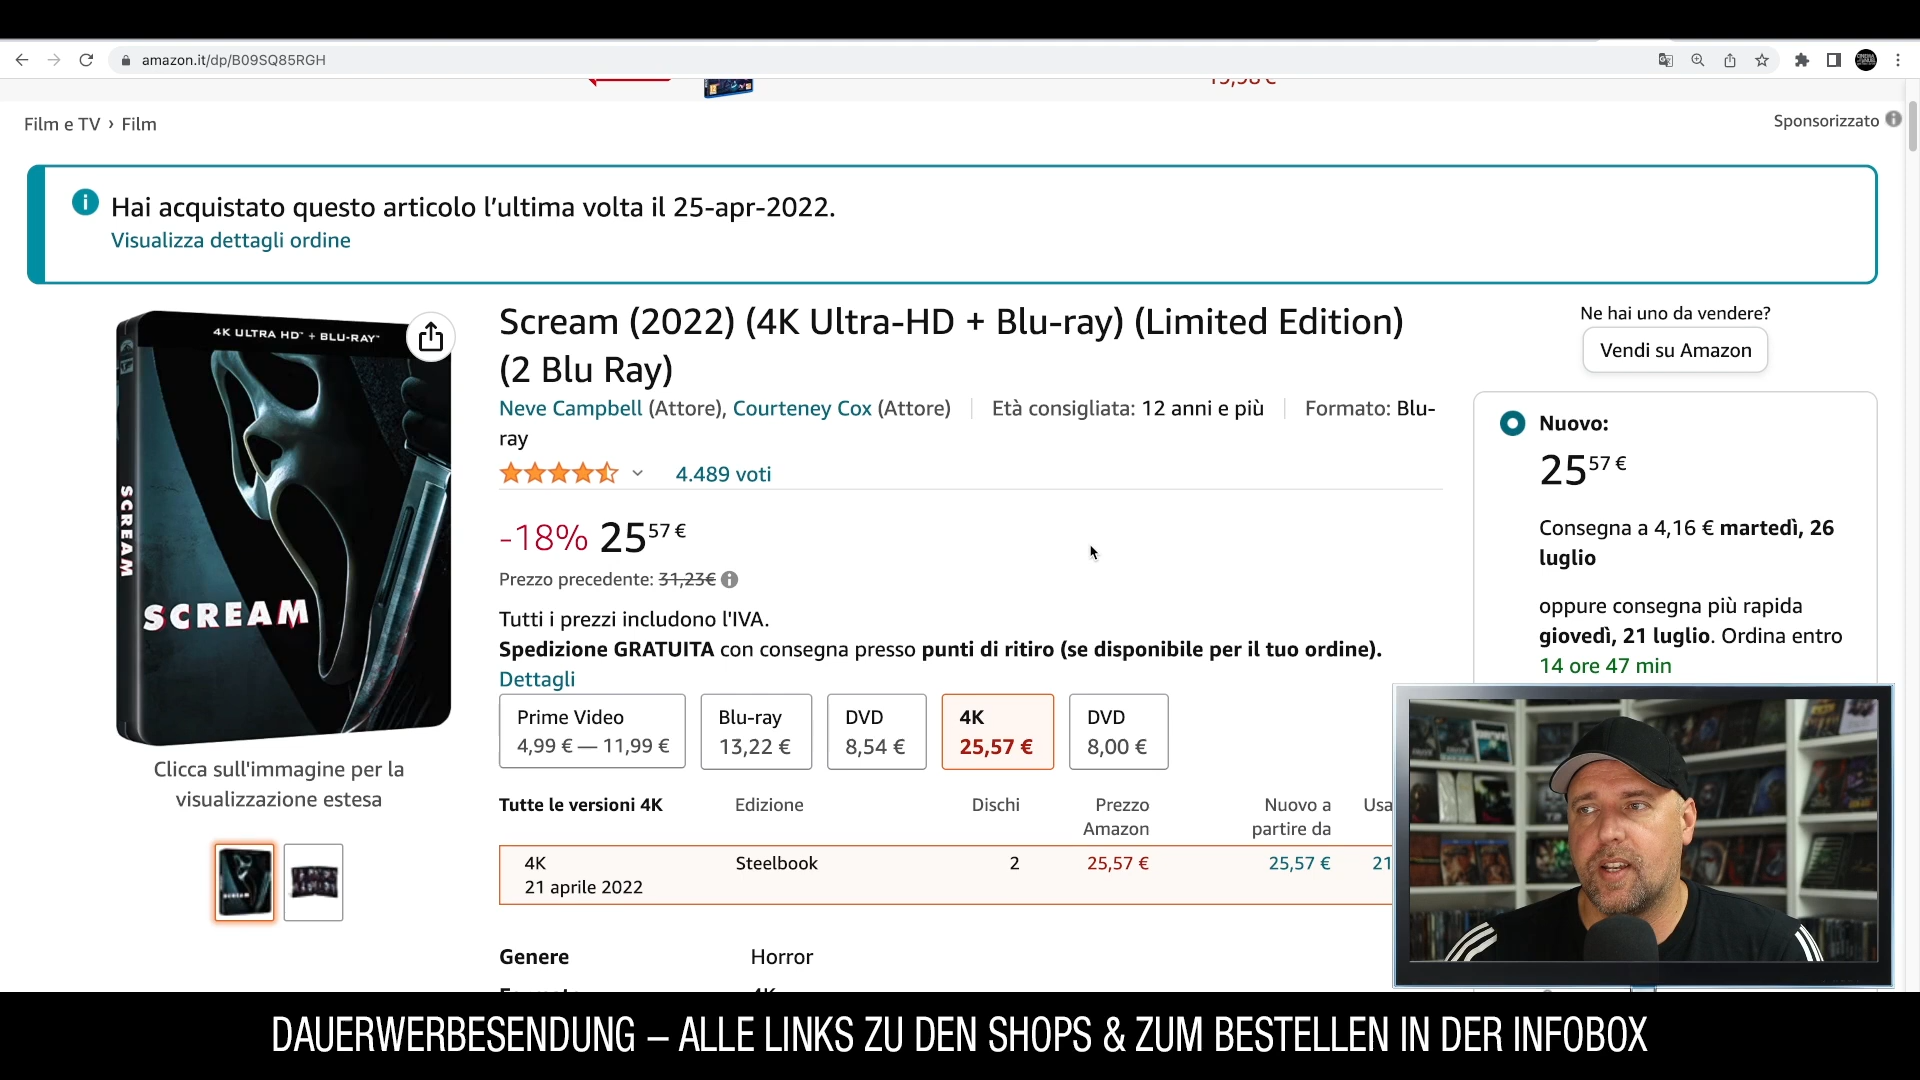 amazon.it/dp/B09SQ85RGH
Film e TV › Film
Sponsorizzato
Hai acquistato questo articolo l’ultima volta il 25-apr-2022.
Visualizza dettagli ordine
4K ULTRA HD™ + BLU-RAY™
SCREAM
SCREAM
Clicca sull'immagine per la
visualizzazione estesa
Scream (2022) (4K Ultra-HD + Blu-ray) (Limited Edition)
(2 Blu Ray)
Neve Campbell (Attore), Courteney Cox (Attore) | Età consigliata: 12 anni e più | Formato: Blu-
ray
4.489 voti
-18% 25 57 €
Prezzo precedente: 31,23€
Tutti i prezzi includono l'IVA.
Spedizione GRATUITA con consegna presso punti di ritiro (se disponibile per il tuo ordine).
Dettagli
Prime Video Blu-ray DVD 4K DVD
4,99 € — 11,99 € 13,22 € 8,54 € 25,57 € 8,00 €
Tutte le versioni 4K Edizione Dischi Prezzo Nuovo a Usa
Amazon partire da
4K Steelbook 2 25,57 € 25,57 € 21
21 aprile 2022
Genere Horror
Ne hai uno da vendere?
Vendi su Amazon
Nuovo:
25 57 €
Consegna a 4,16 € martedì, 26
luglio
oppure consegna più rapida
giovedì, 21 luglio. Ordina entro
14 ore 47 min
DAUERWERBESENDUNG – ALLE LINKS ZU DEN SHOPS & ZUM BESTELLEN IN DER INFOBOX